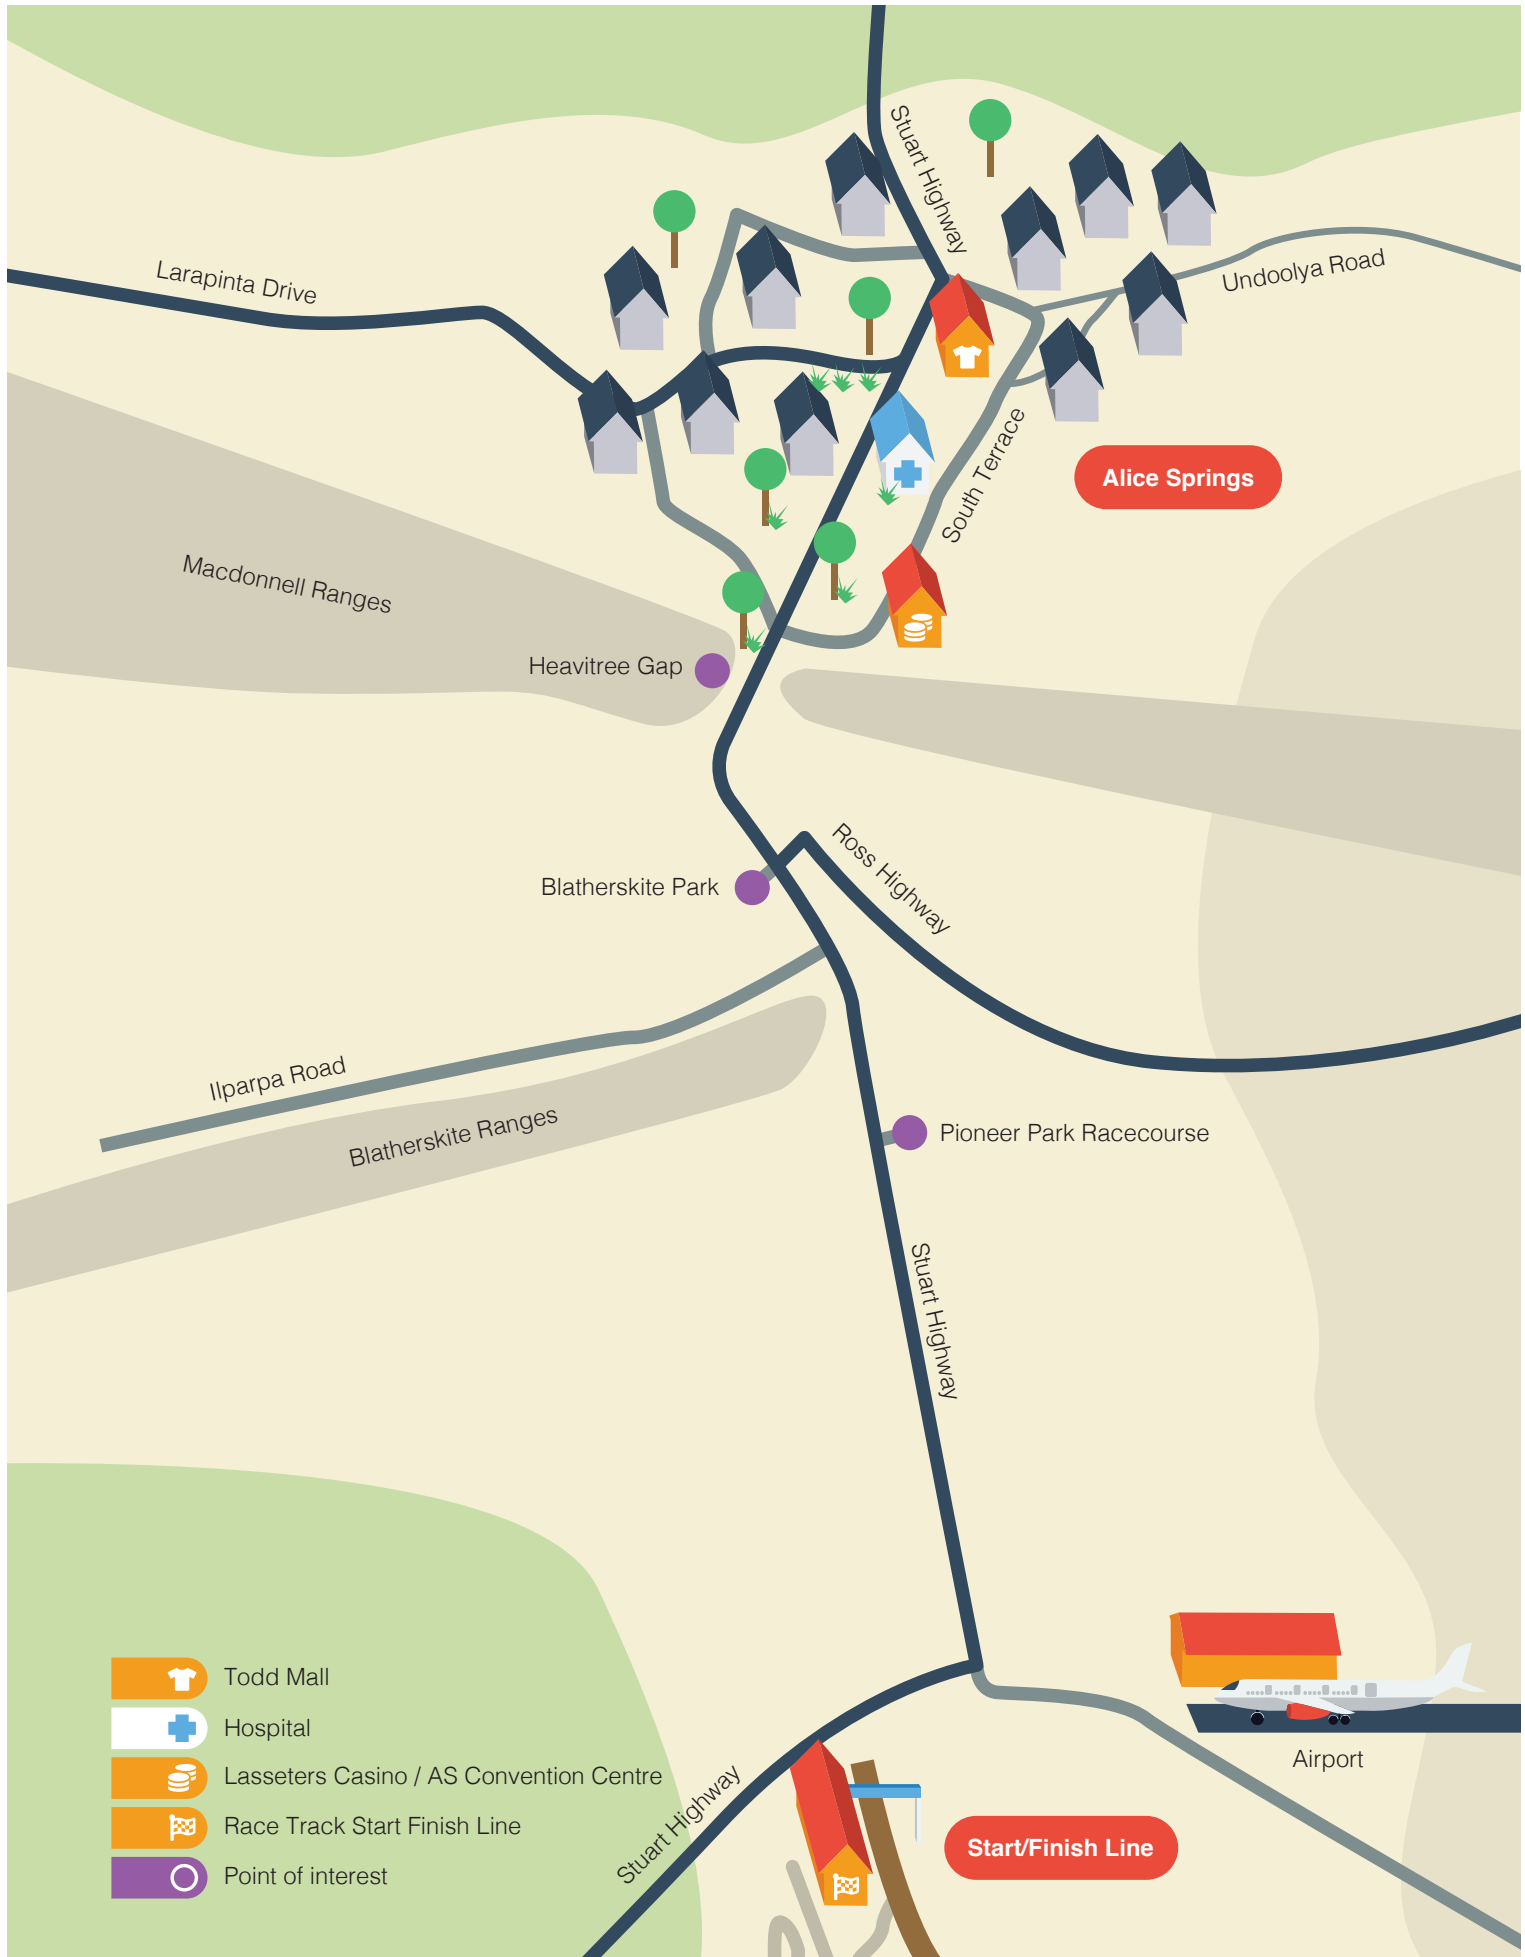 Stuart Highway
Larapinta Drive
Undoolya Road
South Terrace
Alice Springs
Macdonnell Ranges
Heavitree Gap
Ross Highway
Blatherskite Park
Ilparpa Road
Blatherskite Ranges
Pioneer Park Racecourse
Stuart Highway
Airport
Stuart Highway
Start/Finish Line
Todd Mall
Hospital
Lasseters Casino / AS Convention Centre
Race Track Start Finish Line
Point of interest